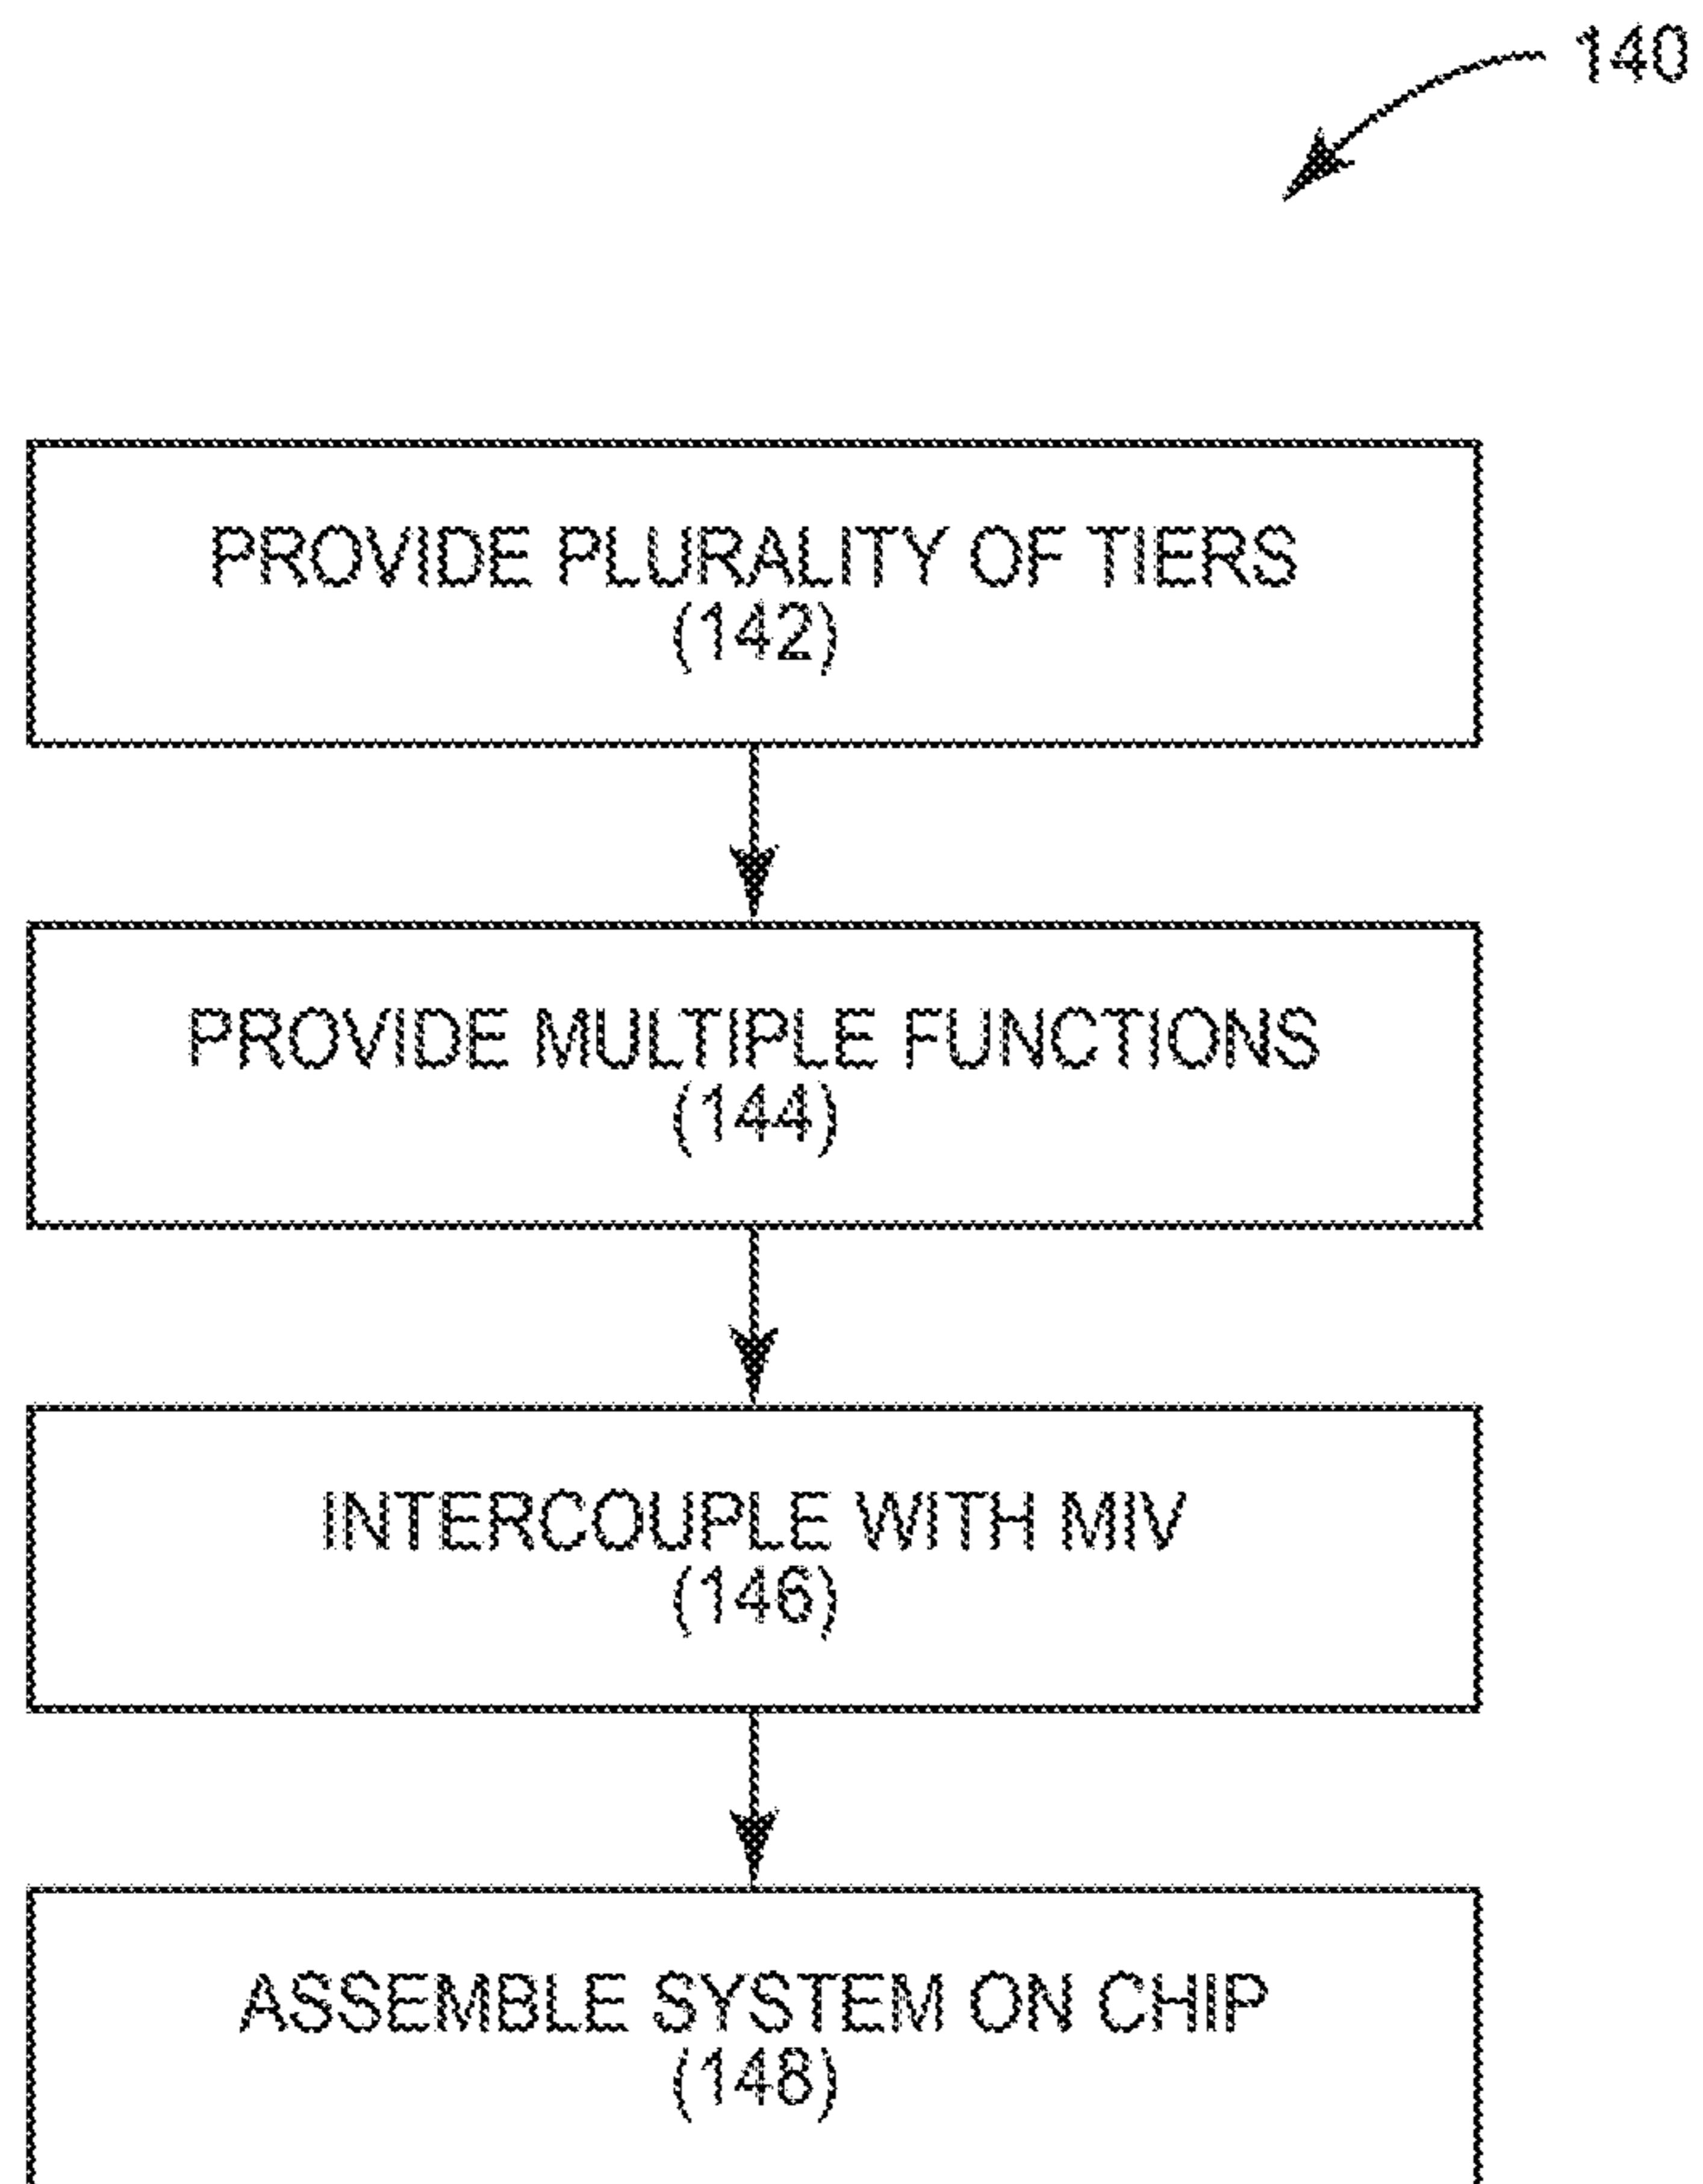 140
PROVIDE PLURALITY OF TIERS
(142)
PROVIDE MULTIPLE FUNCTIONS
(144)
INTERCOUPLE WITH MIV
(146)
ASSEMBLE SYSTEM ON CHIP
(148)